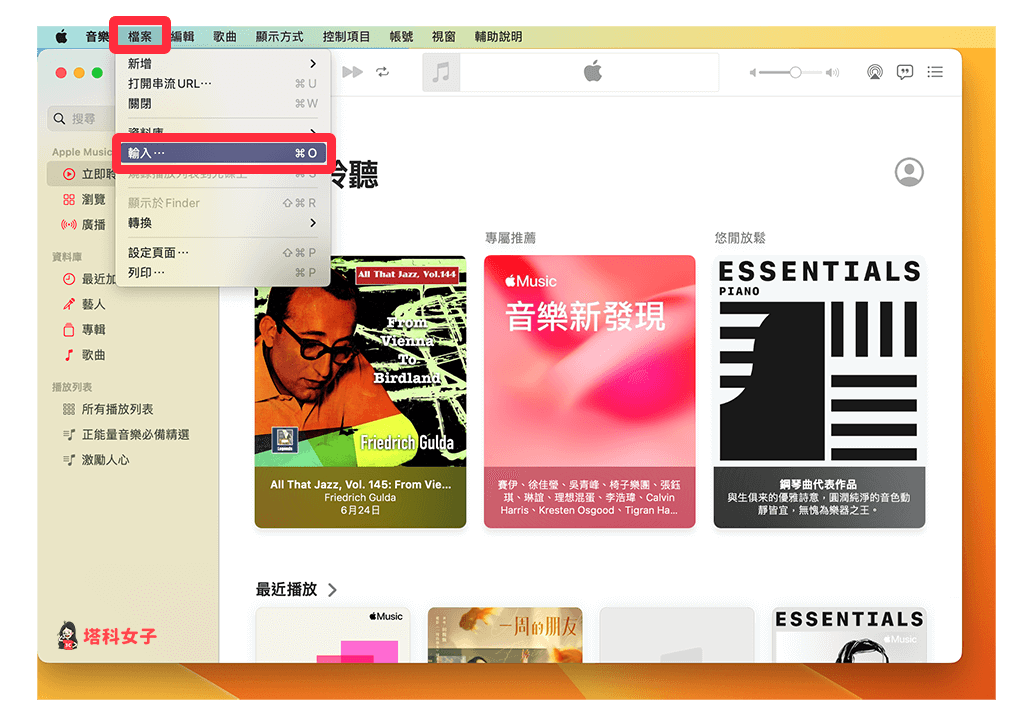 音樂 檔案 編輯 歌曲 顯示方式 控制項目 帳號 視窗 輔助說明
新增
打開串流 URL⋯ ⌘U
關閉 ⌘W
資料庫
輸入⋯ ⌘O
顯示於 Finder ⇧⌘R
轉換
設定頁面⋯ ⇧⌘P
列印⋯ ⌘P
搜尋
Apple Music
立即聆
瀏覽
廣播
資料庫
最近加
藝人
專輯
歌曲
播放列表
所有播放列表
正能量音樂必備精選
激勵人心
塔科女子
聆聽
專屬推薦
悠閒放鬆
All That Jazz, Vol.144
From
Vienna
To
Birdland
Legends
Friedrich Gulda
All That Jazz, Vol. 145: From Vie...
Friedrich Gulda
6月24日
Music
音樂新發現
賽伊、徐佳瑩、吳青峰、椅子樂團、張鈺
琪、琳誼、理想混蛋、李浩瑋、Calvin
Harris、Kresten Osgood、Tigran Ha...
ESSENTIALS
PIANO
鋼琴曲代表作品
與生俱來的優雅詩意，圓潤純淨的音色動
靜皆宜，無愧為樂器之王。
最近播放
Music
一周的朋友
ESSENTIALS
Music